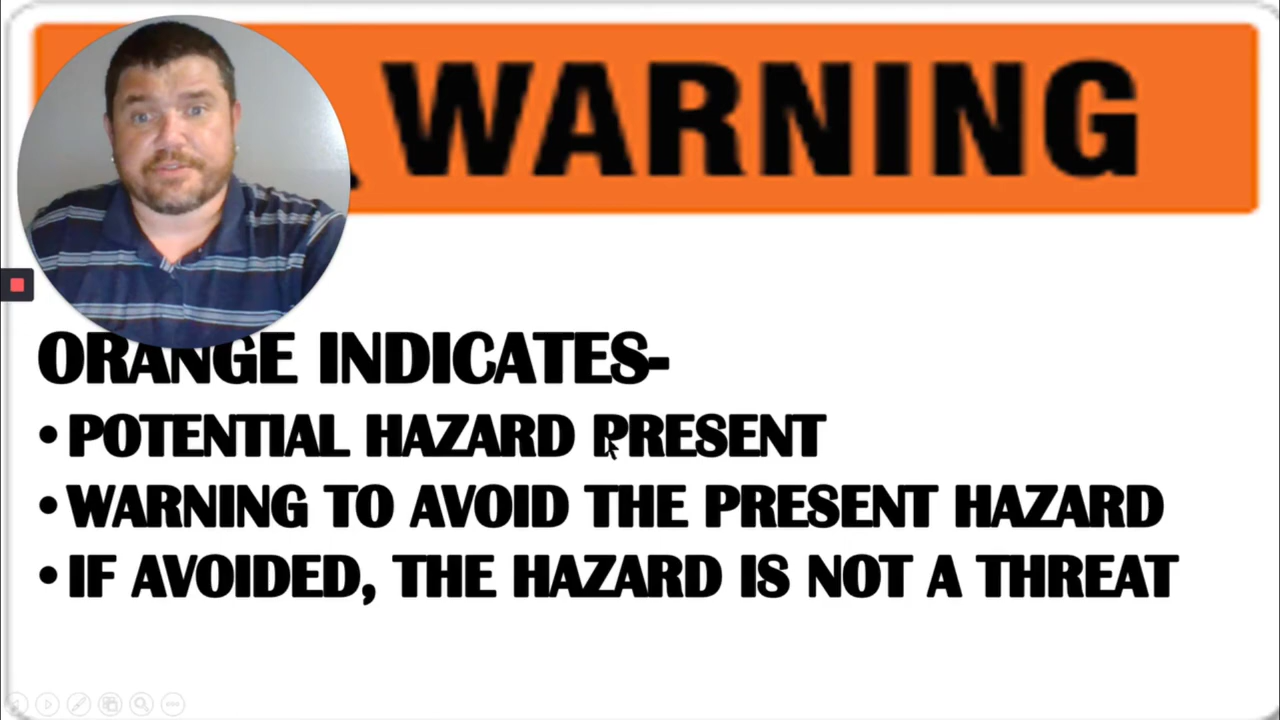 WARNING
ORANGE INDICATES-
• POTENTIAL HAZARD PRESENT
• WARNING TO AVOID THE PRESENT HAZARD
• IF AVOIDED, THE HAZARD IS NOT A THREAT